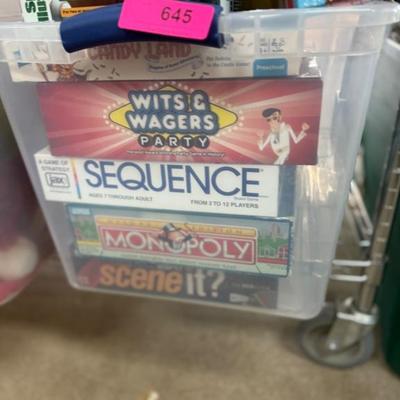 645
CANDY LAND
Preschool
WITS &
WAGERS
PARTY
A GAME OF
STRATEGY
jax
SEQUENCE
AGES 7 THROUGH ADULT
FROM 2 TO 12 PLAYERS
MONOPOLY
scene it?